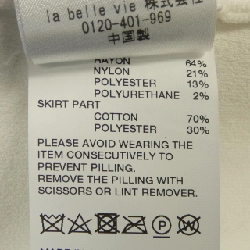 la belle vie 株式会社
0120-401-969
中国製
RAYON 64%
NYLON 21%
POLYESTER 13%
POLYURETHANE 2%
SKIRT PART
COTTON 70%
POLYESTER 30%
PLEASE AVOID WEARING THE
ITEM CONSECUTIVELY TO
PREVENT PILLING.
REMOVE THE PILLING WITH
SCISSORS OR LINT REMOVER.